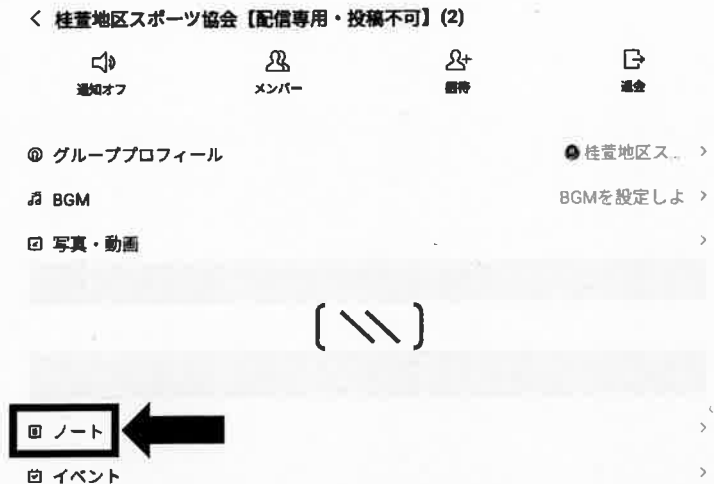 桂萱地区スポーツ協会【配信専用・投稿不可】(2)
通知オフ メンバー 招待 退会
グループプロフィール 桂萱地区ス...
BGM BGMを設定しよ
写真・動画
ノート
イベント